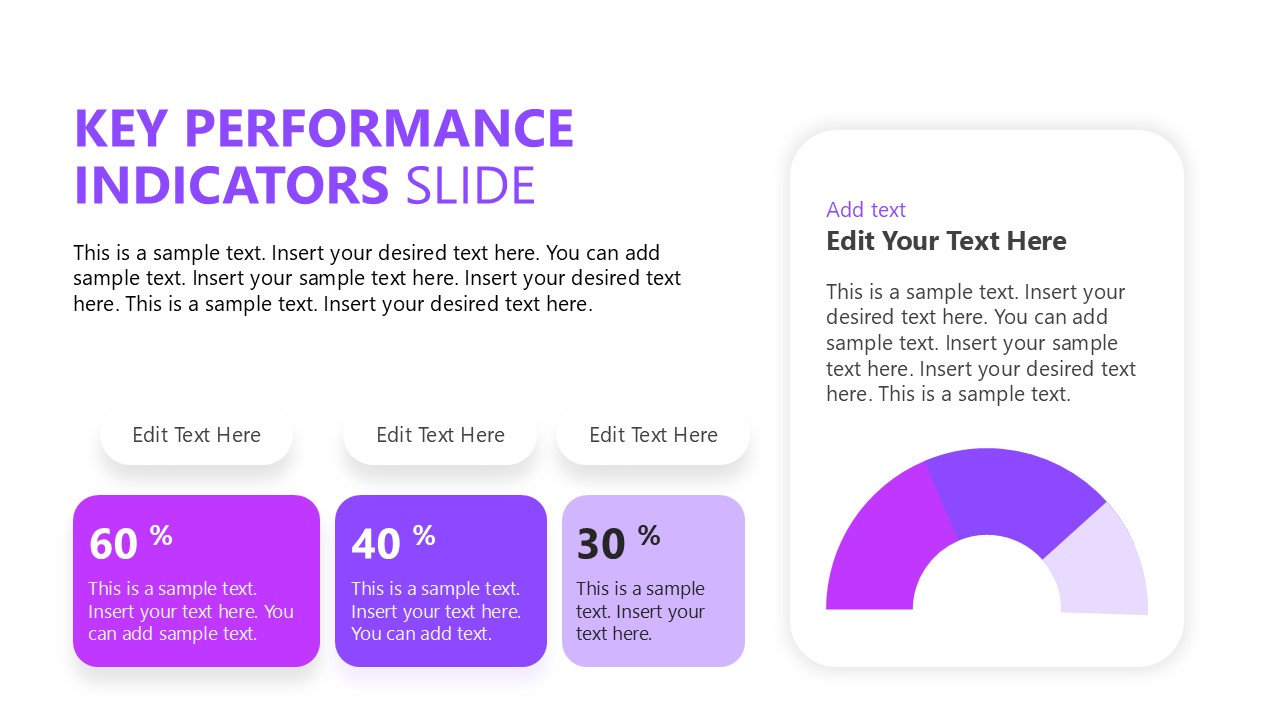 KEY PERFORMANCE
INDICATORS SLIDE
This is a sample text. Insert your desired text here. You can add
sample text. Insert your sample text here. Insert your desired text
here. This is a sample text. Insert your desired text here.
Edit Text Here
Edit Text Here
Edit Text Here
60 %
This is a sample text.
Insert your text here. You
can add sample text.
40 %
This is a sample text.
Insert your text here.
You can add text.
30 %
This is a sample
text. Insert your
text here.
Add text
Edit Your Text Here
This is a sample text. Insert your
desired text here. You can add
sample text. Insert your sample
text here. Insert your desired text
here. This is a sample text.